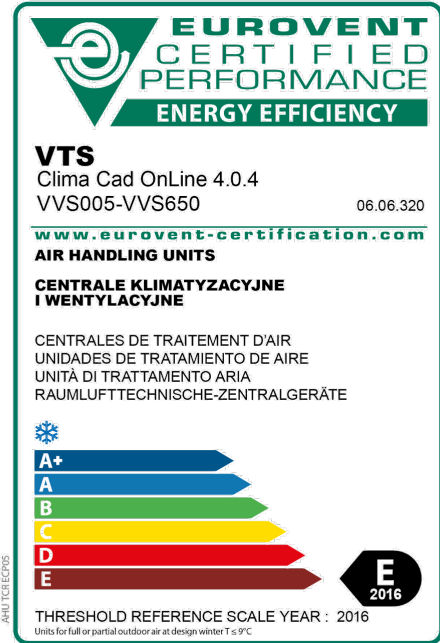 EUROVENT
CERTIFIED
PERFORMANCE
ENERGY EFFICIENCY
VTS
Clima Cad OnLine 4.0.4
VVS005-VVS650 06.06.320
www.eurovent-certification.com
AIR HANDLING UNITS
CENTRALE KLIMATYZACYJNE
I WENTYLACYJNE
CENTRALES DE TRAITEMENT D'AIR
UNIDADES DE TRATAMIENTO DE AIRE
UNITÀ DI TRATTAMENTO ARIA
RAUMLUFTTECHNISCHE-ZENTRALGERÄTE
A+
A
B
C
D
E
E
2016
THRESHOLD REFERENCE SCALE YEAR : 2016
Units for full or partial outdoor air at design winter T ≤ 9°C
AHU TCR ECP05